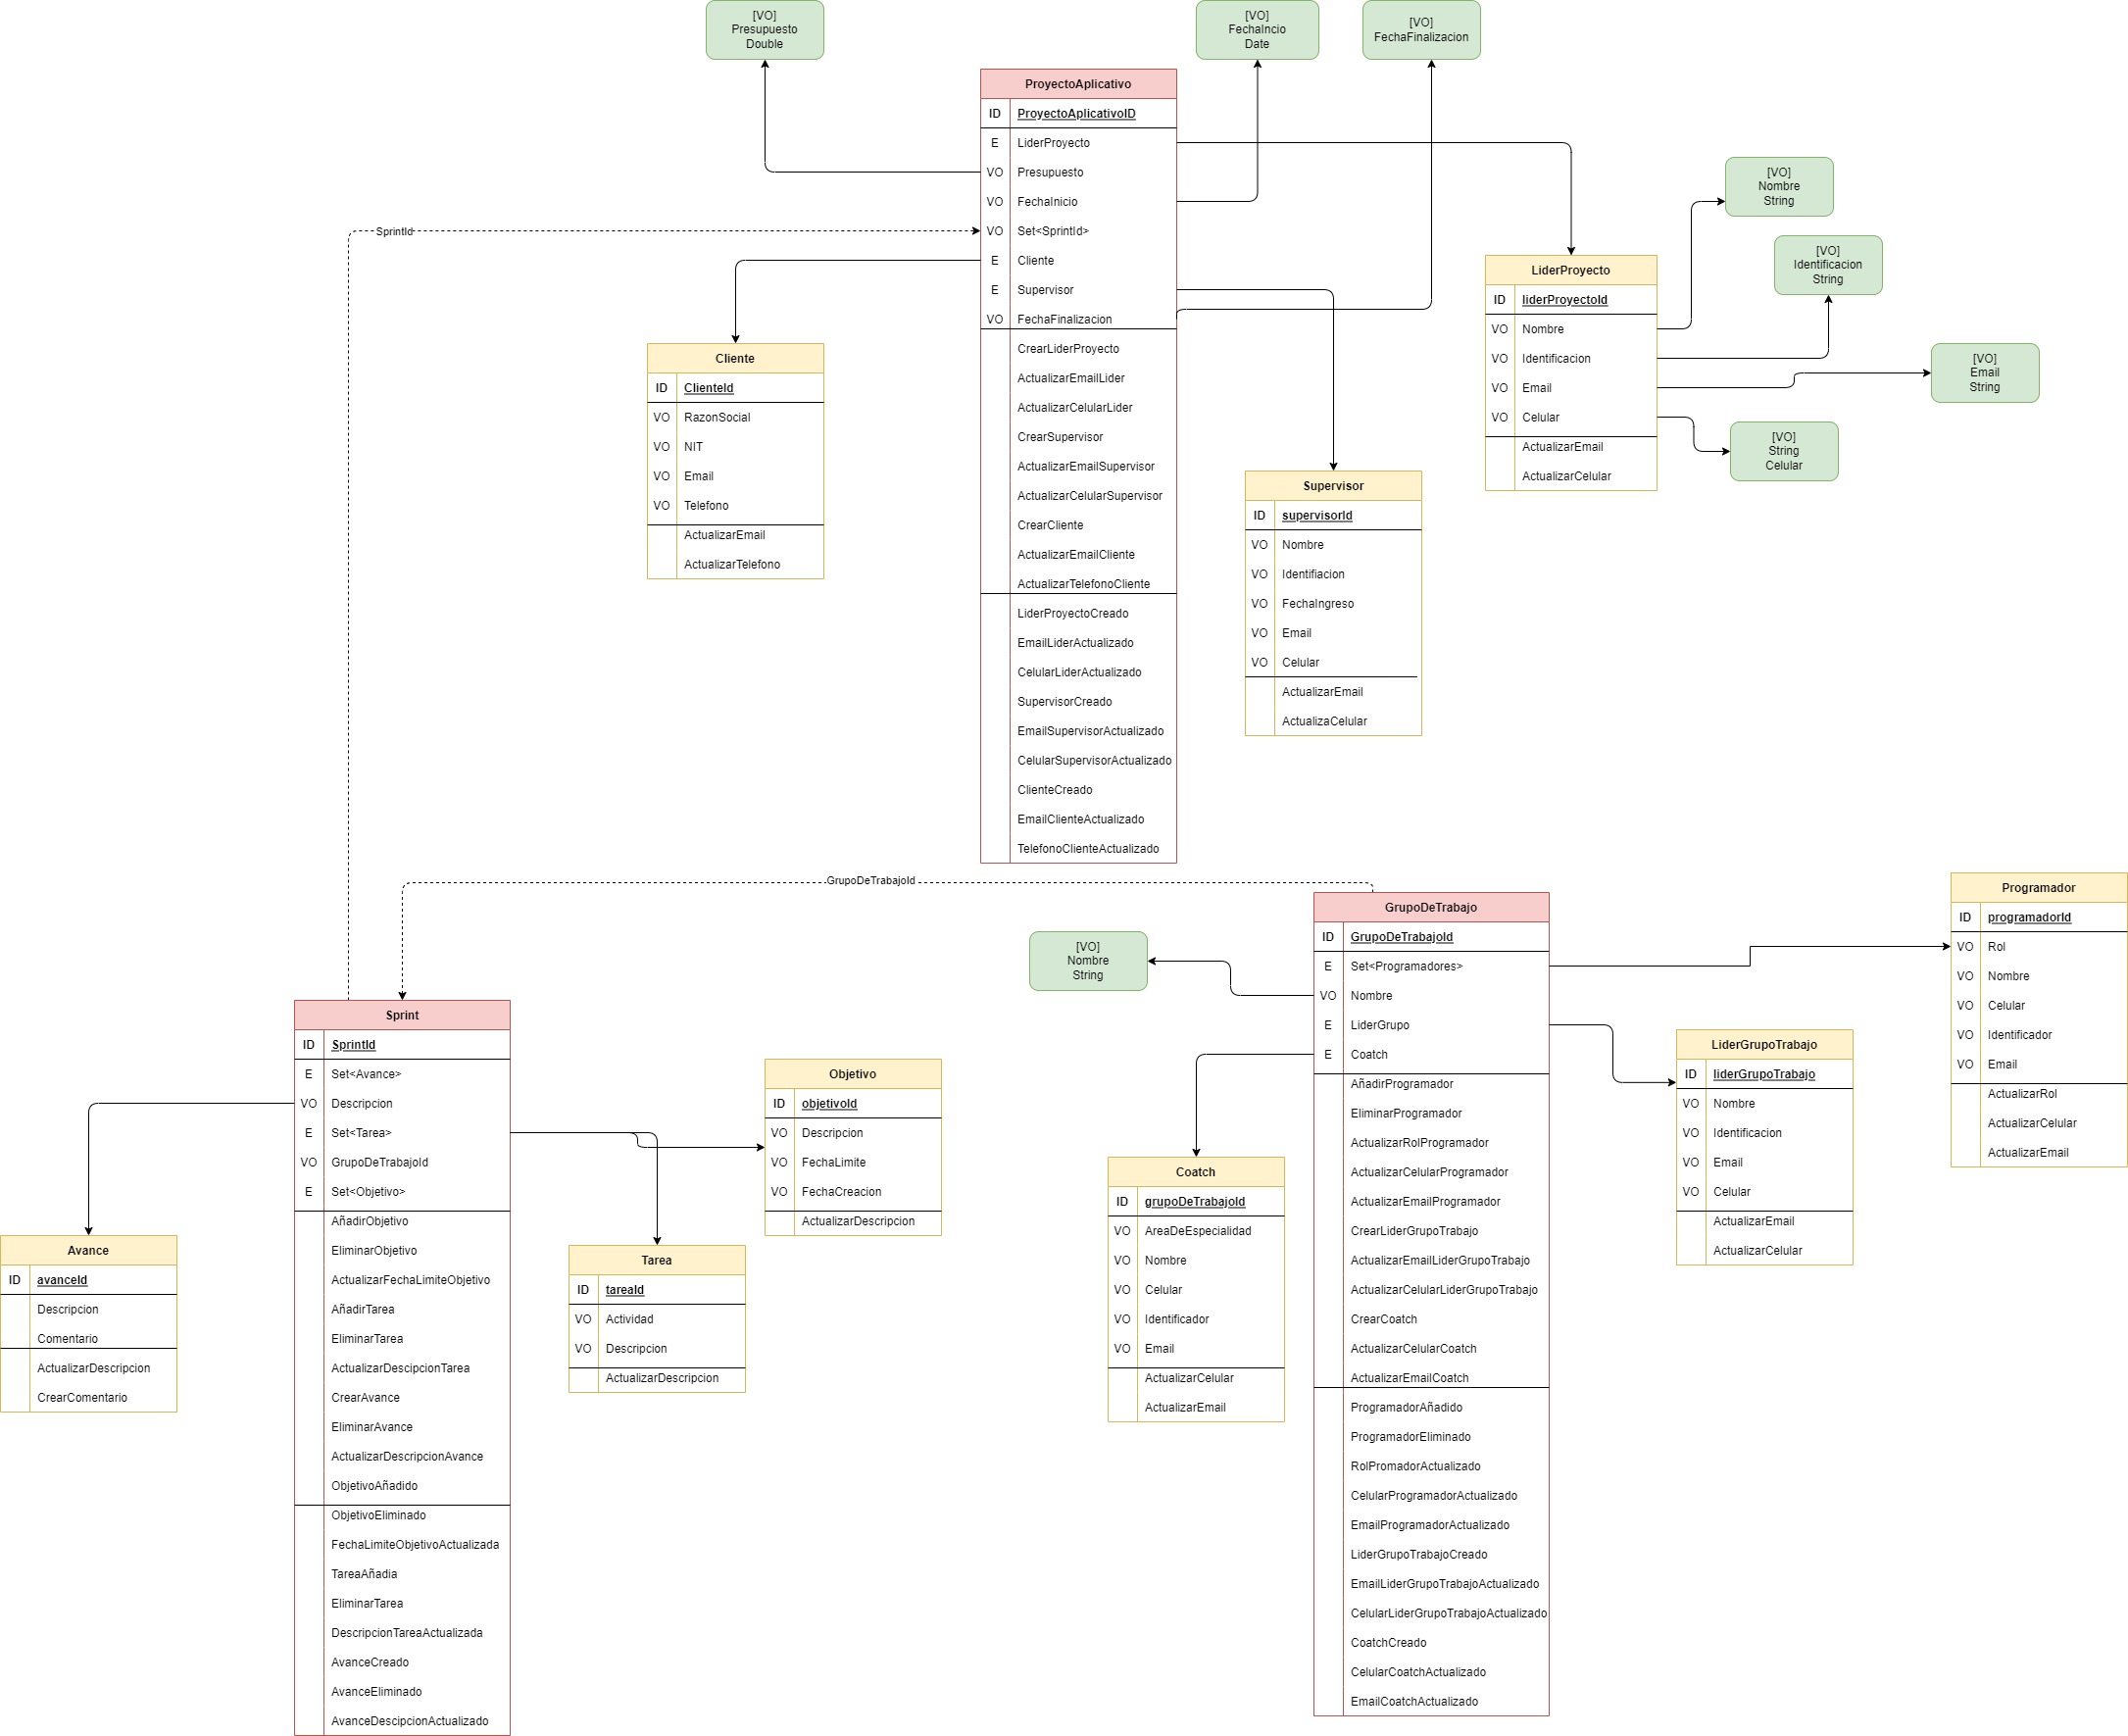 [VO]
Presupuesto
Double
[VO]
FechaIncio
Date
[VO]
FechaFinalizacion
ProyectoAplicativo
ID ProyectoAplicativoID
E LiderProyecto
VO Presupuesto
VO FechaInicio
VO Set<SprintId>
E Cliente
E Supervisor
VO FechaFinalizacion
CrearLiderProyecto
ActualizarEmailLider
ActualizarCelularLider
CrearSupervisor
ActualizarEmailSupervisor
ActualizarCelularSupervisor
CrearCliente
ActualizarEmailCliente
ActualizarTelefonoCliente
LiderProyectoCreado
EmailLiderActualizado
CelularLiderActualizado
SupervisorCreado
EmailSupervisorActualizado
CelularSupervisorActualizado
ClienteCreado
EmailClienteActualizado
TelefonoClienteActualizado
SprintId
Cliente
ID ClienteId
VO RazonSocial
VO NIT
VO Email
VO Telefono
ActualizarEmail
ActualizarTelefono
Supervisor
ID supervisorId
VO Nombre
VO Identifiacion
VO FechaIngreso
VO Email
VO Celular
ActualizarEmail
ActualizaCelular
LiderProyecto
ID liderProyectoId
VO Nombre
VO Identificacion
VO Email
VO Celular
ActualizarEmail
ActualizarCelular
[VO]
Nombre
String
[VO]
Identificacion
String
[VO]
Email
String
[VO]
String
Celular
GrupoDeTrabajoId
GrupoDeTrabajo
ID GrupoDeTrabajoId
E Set<Programadores>
VO Nombre
E LiderGrupo
E Coatch
AñadirProgramador
EliminarProgramador
ActualizarRolProgramador
ActualizarCelularProgramador
ActualizarEmailProgramador
CrearLiderGrupoTrabajo
ActualizarEmailLiderGrupoTrabajo
ActualizarCelularLiderGrupoTrabajo
CrearCoatch
ActualizarCelularCoatch
ActualizarEmailCoatch
ProgramadorAñadido
ProgramadorEliminado
RolPromadorActualizado
CelularProgramadorActualizado
EmailProgramadorActualizado
LiderGrupoTrabajoCreado
EmailLiderGrupoTrabajoActualizado
CelularLiderGrupoTrabajoActualizado
CoatchCreado
CelularCoatchActualizado
EmailCoatchActualizado
[VO]
Nombre
String
Programador
ID programadorId
VO Rol
VO Nombre
VO Celular
VO Identificador
VO Email
ActualizarRol
ActualizarCelular
ActualizarEmail
LiderGrupoTrabajo
ID liderGrupoTrabajo
VO Nombre
VO Identificacion
VO Email
VO Celular
ActualizarEmail
ActualizarCelular
Coatch
ID grupoDeTrabajoId
VO AreaDeEspecialidad
VO Nombre
VO Celular
VO Identificador
VO Email
ActualizarCelular
ActualizarEmail
Sprint
ID SprintId
E Set<Avance>
VO Descripcion
E Set<Tarea>
VO GrupoDeTrabajoId
E Set<Objetivo>
AñadirObjetivo
EliminarObjetivo
ActualizarFechaLimiteObjetivo
AñadirTarea
EliminarTarea
ActualizarDescipcionTarea
CrearAvance
EliminarAvance
ActualizarDescripcionAvance
ObjetivoAñadido
ObjetivoEliminado
FechaLimiteObjetivoActualizada
TareaAñadia
EliminarTarea
DescripcionTareaActualizada
AvanceCreado
AvanceEliminado
AvanceDescipcionActualizado
Objetivo
ID objetivoId
VO Descripcion
VO FechaLimite
VO FechaCreacion
ActualizarDescripcion
Tarea
ID tareaId
VO Actividad
VO Descripcion
ActualizarDescripcion
Avance
ID avanceId
Descripcion
Comentario
ActualizarDescripcion
CrearComentario